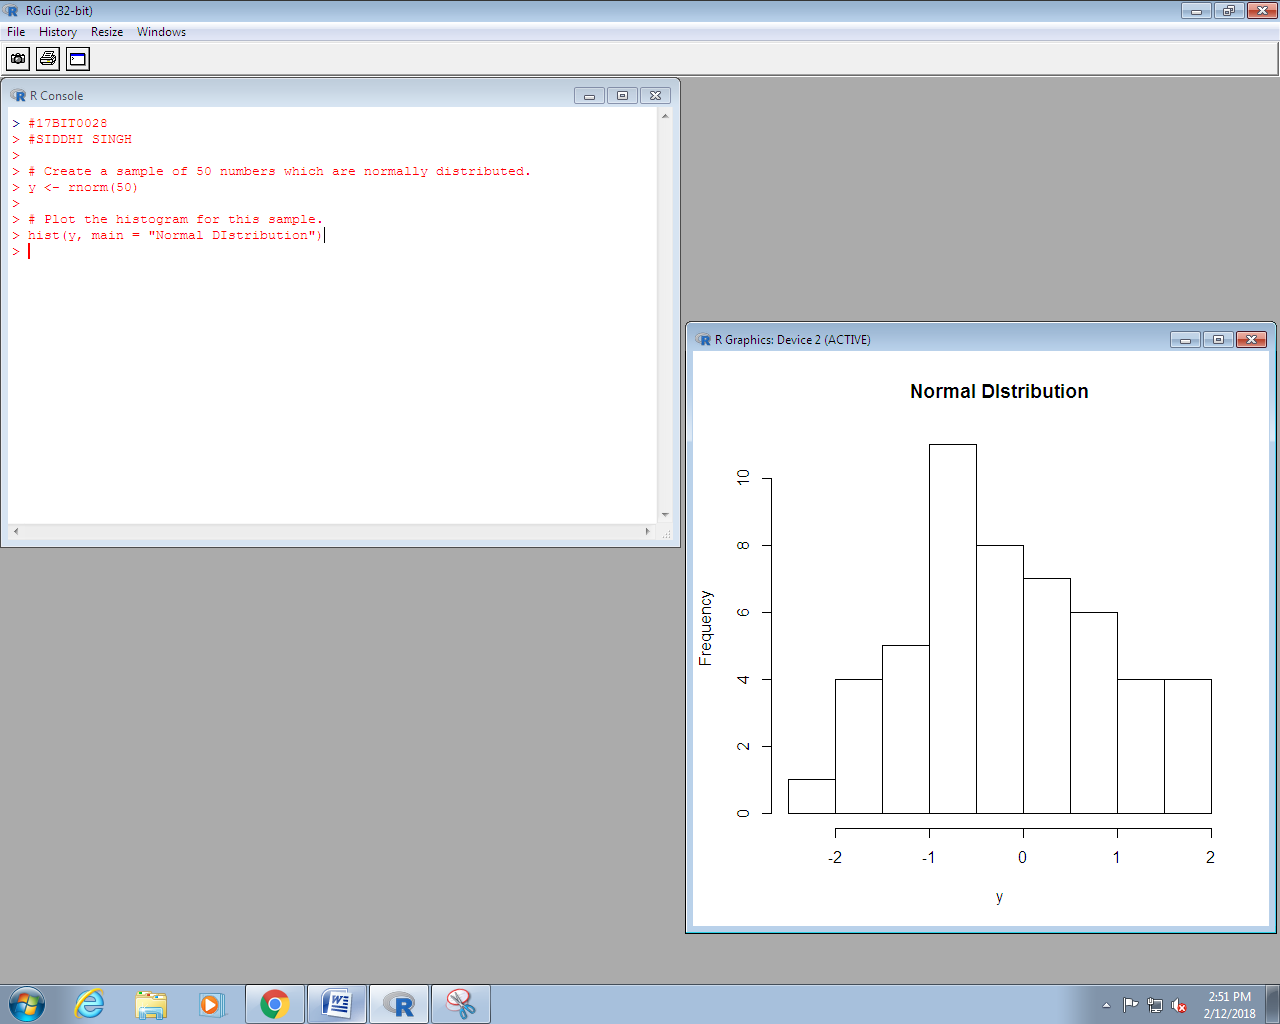 RGui (32-bit)
File History Resize Windows
R Console
> #17BIT0028
> #SIDDHI SINGH
>
> # Create a sample of 50 numbers which are normally distributed.
> y <- rnorm(50)
>
> # Plot the histogram for this sample.
> hist(y, main = "Normal DIstribution")
>
R Graphics: Device 2 (ACTIVE)
Normal DIstribution
Frequency
10
8
6
4
2
0
-2 -1 0 1 2
y
2:51 PM
2/12/2018